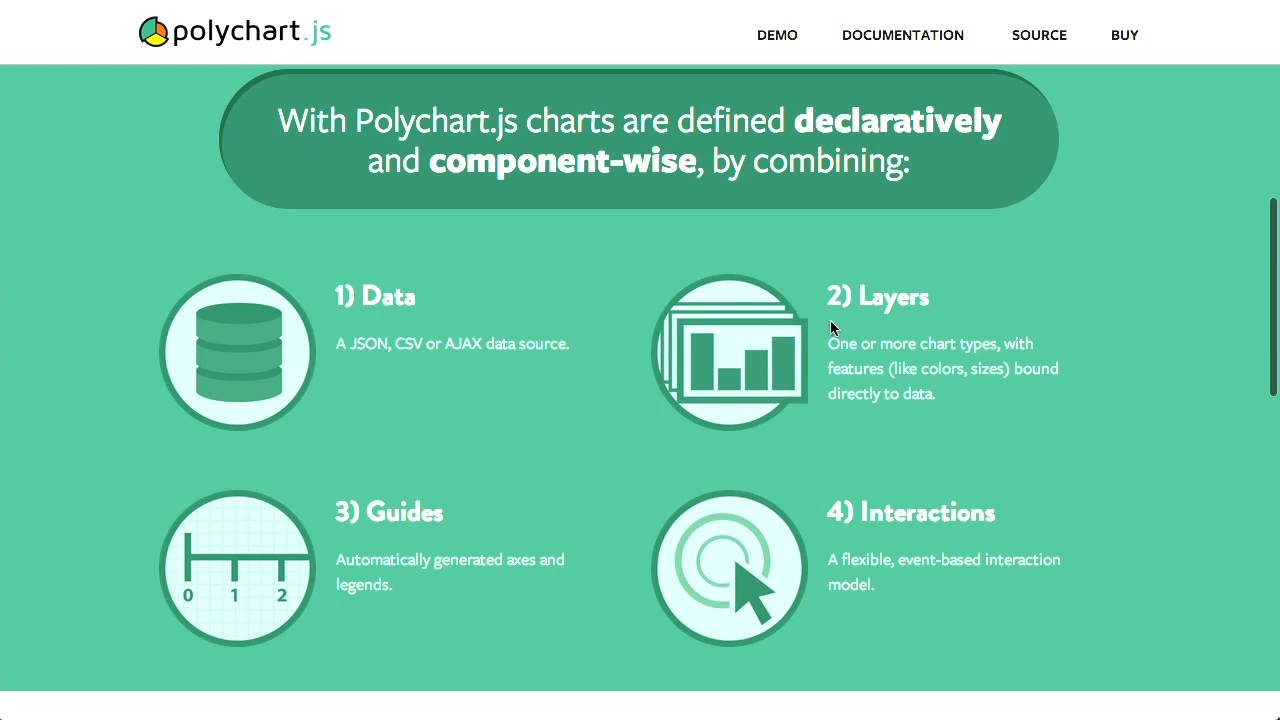 polychart.js
DEMO
DOCUMENTATION
SOURCE
BUY
With Polychart.js charts are defined declaratively
and component-wise, by combining:
1) Data
A JSON, CSV or AJAX data source.
2) Layers
One or more chart types, with
features (like colors, sizes) bound
directly to data.
3) Guides
Automatically generated axes and
legends.
0 1 2
4) Interactions
A flexible, event-based interaction
model.